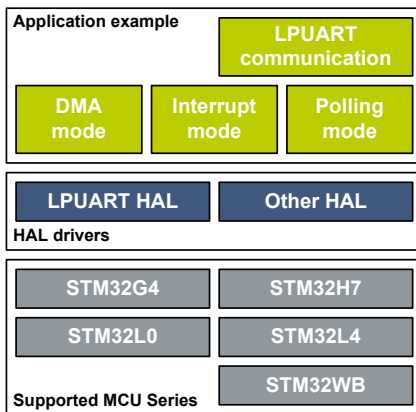 Application example
LPUART
communication
DMA
mode
Interrupt
mode
Polling
mode
LPUART HAL
Other HAL
HAL drivers
STM32G4
STM32H7
STM32L0
STM32L4
STM32WB
Supported MCU Series